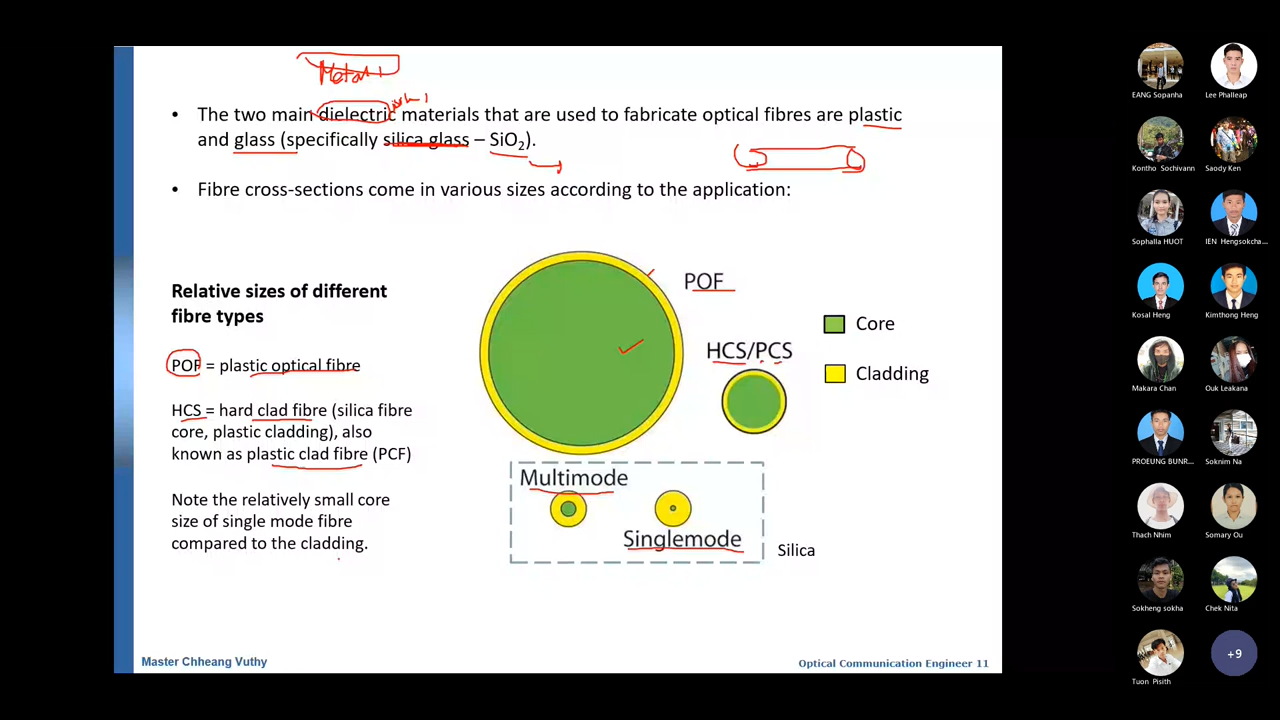 Metal
• The two main dielectric materials that are used to fabricate optical fibres are plastic
and glass (specifically silica glass – SiO2).
• Fibre cross-sections come in various sizes according to the application:
Relative sizes of different
fibre types
POF = plastic optical fibre
HCS = hard clad fibre (silica fibre
core, plastic cladding), also
known as plastic clad fibre (PCF)
Note the relatively small core
size of single mode fibre
compared to the cladding.
POF
HCS/PCS
Core
Cladding
Multimode
Singlemode
Silica
Master Chheang Vuthy
Optical Communication Engineer 11
EANG Sopanha
Lee Phalleap
Kontho Sochivann
Saody Ken
Sophalla HUOT
IEN Hengsokcha...
Kosal Heng
Kimthong Heng
Makara Chan
Ouk Leakana
PROEUNG BUNR...
Soknim Na
Thach Nhim
Somary Ou
Sokheng sokha
Chek Nita
Tuon Pisith
+9